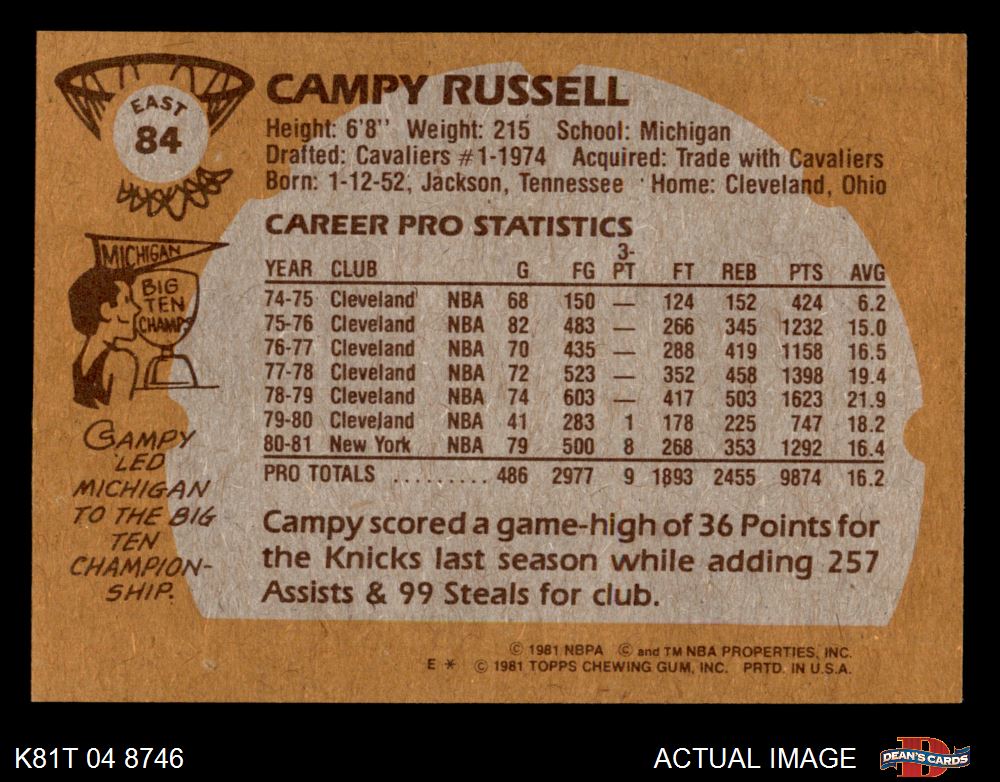 EAST
84
CAMPY RUSSELL
Height: 6'8'' Weight: 215 School: Michigan
Drafted: Cavaliers #1-1974 Acquired: Trade with Cavaliers
Born: 1-12-52, Jackson, Tennessee Home: Cleveland, Ohio
CAREER PRO STATISTICS
YEAR CLUB G FG 3-PT FT REB PTS AVG
74-75 Cleveland NBA 68 150 — 124 152 424 6.2
75-76 Cleveland NBA 82 483 — 266 345 1232 15.0
76-77 Cleveland NBA 70 435 — 288 419 1158 16.5
77-78 Cleveland NBA 72 523 — 352 458 1398 19.4
78-79 Cleveland NBA 74 603 — 417 503 1623 21.9
79-80 Cleveland NBA 41 283 1 178 225 747 18.2
80-81 New York NBA 79 500 8 268 353 1292 16.4
PRO TOTALS ......... 486 2977 9 1893 2455 9874 16.2
Campy scored a game-high of 36 Points for
the Knicks last season while adding 257
Assists & 99 Steals for club.
MICHIGAN
BIG
TEN
CHAMPS
CAMPY
LED
MICHIGAN
TO THE BIG
TEN
CHAMPION-
SHIP.
© 1981 NBPA © and TM NBA PROPERTIES, INC.
E * © 1981 TOPPS CHEWING GUM, INC. PRTD. IN U.S.A.
K81T 04 8746
ACTUAL IMAGE
D
DEAN'S CARDS